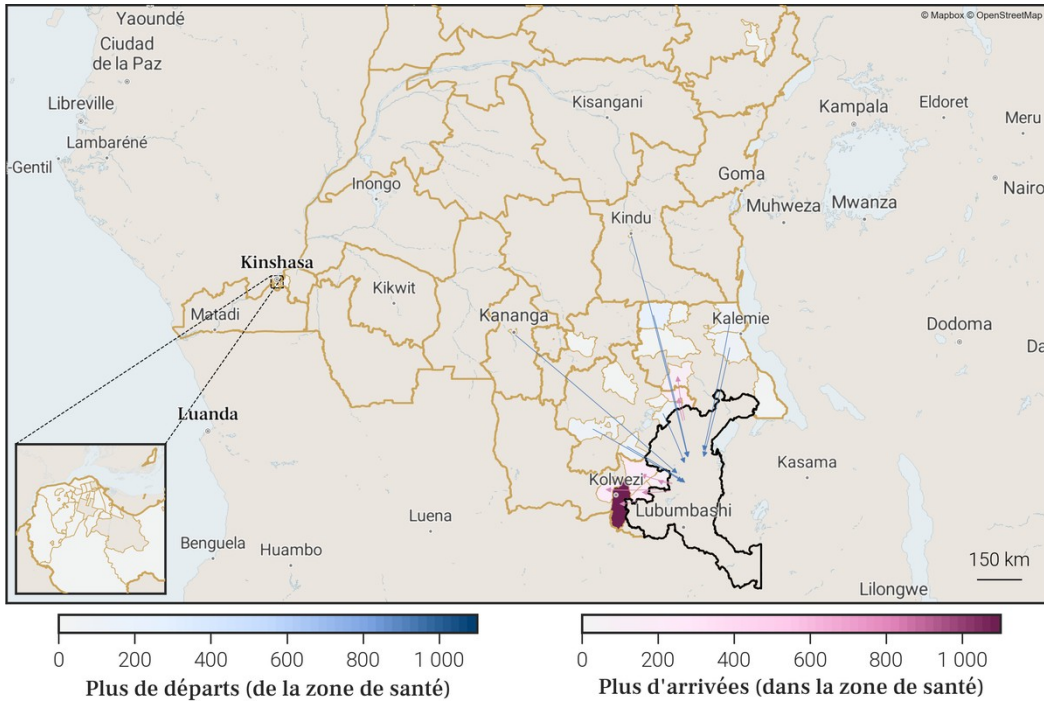 © Mapbox © OpenStreetMap
Yaoundé
Ciudad
de la Paz
Libreville
Lambaréné
-Gentil
Kisangani
Kampala
Eldoret
Meru
Inongo
Goma
Nairo
Muhweza
Mwanza
Kindu
Kinshasa
Kikwit
Matadi
Kananga
Kalemie
Dodoma
Da
Luanda
Kasama
Kolwezi
Luena
Lubumbashi
Benguela
Huambo
150 km
Lilongwe
0 200 400 600 800 1 000
Plus de départs (de la zone de santé)
0 200 400 600 800 1 000
Plus d'arrivées (dans la zone de santé)